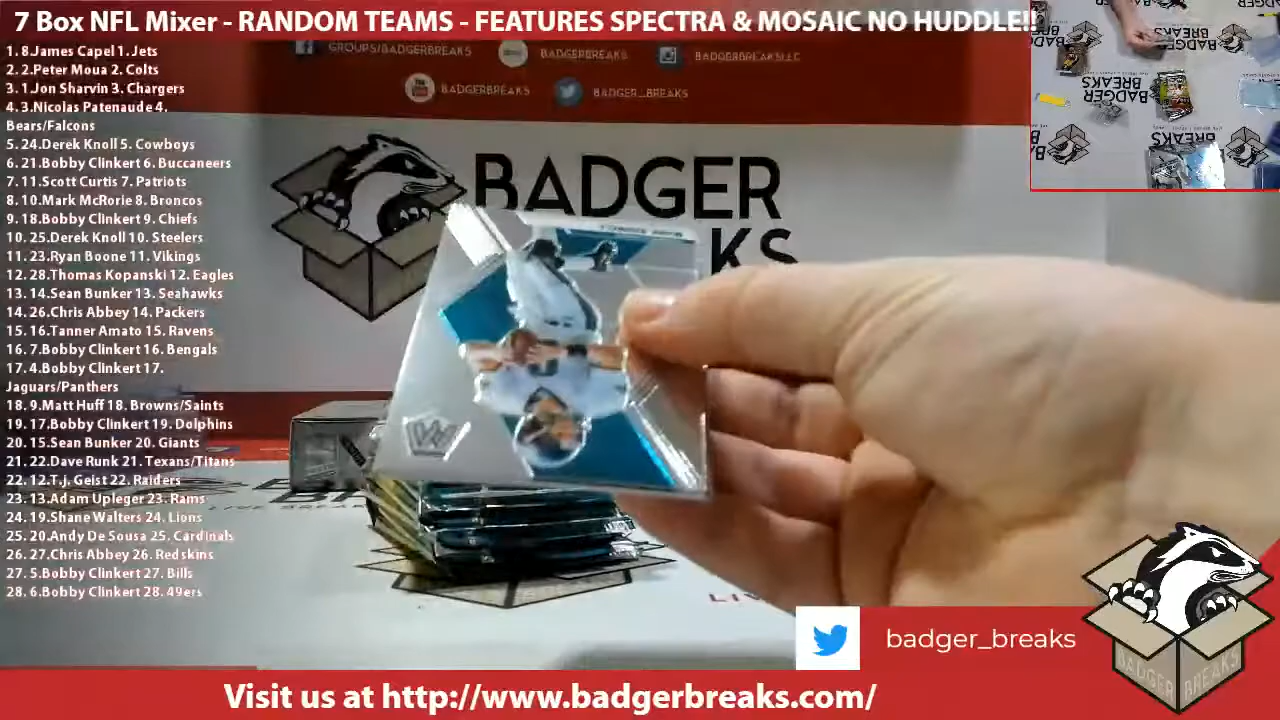 7 Box NFL Mixer - RANDOM TEAMS - FEATURES SPECTRA & MOSAIC NO HUDDLE!!
1. 8.James Capel 1. Jets
2. 2.Peter Moua 2. Colts
3. 1.Jon Sharvin 3. Chargers
4. 3.Nicolas Patenaude 4.
Bears/Falcons
5. 24.Derek Knoll 5. Cowboys
6. 21.Bobby Clinkert 6. Buccaneers
7. 11.Scott Curtis 7. Patriots
8. 10.Mark McRorie 8. Broncos
9. 18.Bobby Clinkert 9. Chiefs
10. 25.Derek Knoll 10. Steelers
11. 23.Ryan Boone 11. Vikings
12. 28.Thomas Kopanski 12. Eagles
13. 14.Sean Bunker 13. Seahawks
14. 26.Chris Abbey 14. Packers
15. 16.Tanner Amato 15. Ravens
16. 7.Bobby Clinkert 16. Bengals
17. 4.Bobby Clinkert 17.
Jaguars/Panthers
18. 9.Matt Huff 18. Browns/Saints
19. 17.Bobby Clinkert 19. Dolphins
20. 15.Sean Bunker 20. Giants
21. 22.Dave Runk 21. Texans/Titans
22. 12.T.j. Geist 22. Raiders
23. 13.Adam Upleger 23. Rams
24. 19.Shane Walters 24. Lions
25. 20.Andy De Sousa 25. Cardinals
26. 27.Chris Abbey 26. Redskins
27. 5.Bobby Clinkert 27. Bills
28. 6.Bobby Clinkert 28. 49ers
GROUPS/BADGERBREAKS
BADGERBREAKS
BADGERBREAKSLLC
BADGERBREAKS
BADGER_BREAKS
BADGER
KS
BADGER
BREAKS
badger_breaks
BADGER BREAKS
Visit us at http://www.badgerbreaks.com/